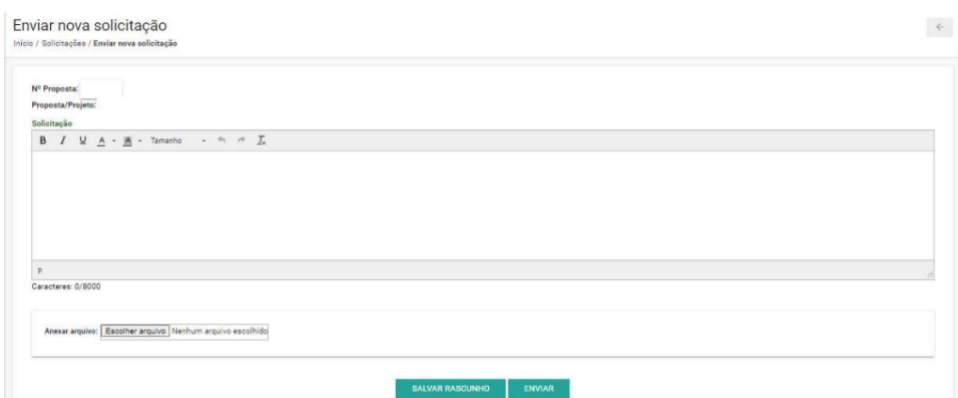 Enviar nova solicitação
Início / Solicitações / Enviar nova solicitação
Nº Proposta:
Proposta/Projeto:
Solicitação
B I U A A Tamanho
p
Caracteres: 0/8000
Anexar arquivo: Escolher arquivo Nenhum arquivo escolhido
SALVAR RASCUNHO ENVIAR